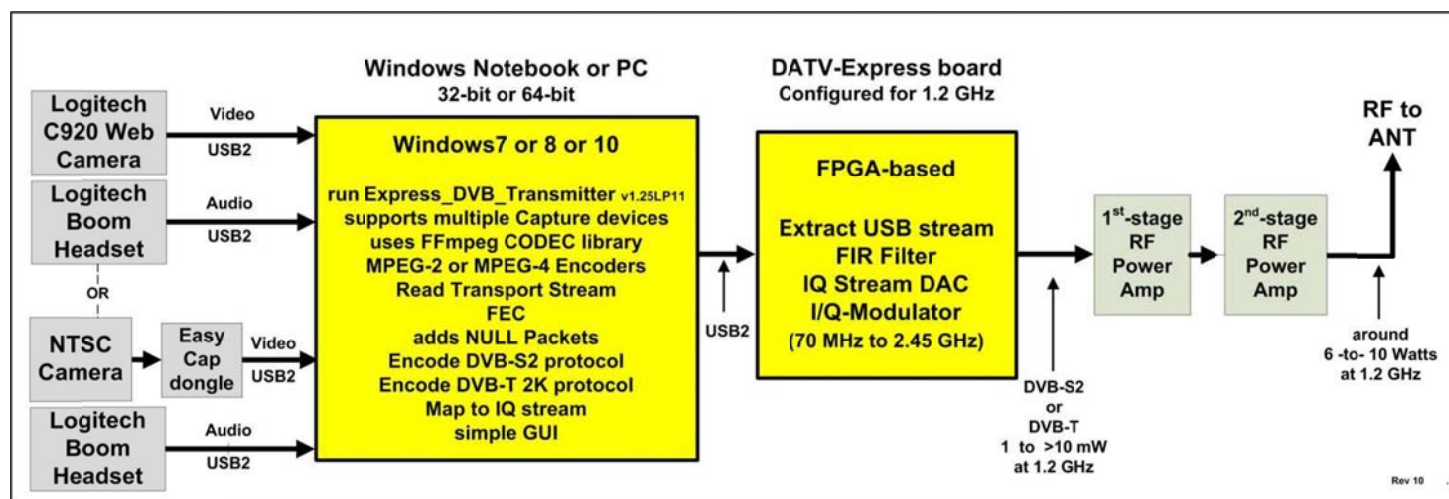 Windows Notebook or PC
32-bit or 64-bit
DATV-Express board
Configured for 1.2 GHz
Logitech
C920 Web
Camera
Video
USB2
Logitech
Boom
Headset
Audio
USB2
OR
NTSC
Camera
Easy
Cap
dongle
Video
USB2
Logitech
Boom
Headset
Audio
USB2
Windows7 or 8 or 10
run Express_DVB_Transmitter v1.25LP11
supports multiple Capture devices
uses FFmpeg CODEC library
MPEG-2 or MPEG-4 Encoders
Read Transport Stream
FEC
adds NULL Packets
Encode DVB-S2 protocol
Encode DVB-T 2K protocol
Map to IQ stream
simple GUI
USB2
FPGA-based
Extract USB stream
FIR Filter
IQ Stream DAC
I/Q-Modulator
(70 MHz to 2.45 GHz)
DVB-S2
or
DVB-T
1 to >10 mW
at 1.2 GHz
1st-stage
RF
Power
Amp
2nd-stage
RF
Power
Amp
RF to
ANT
around
6 -to- 10 Watts
at 1.2 GHz
Rev 10